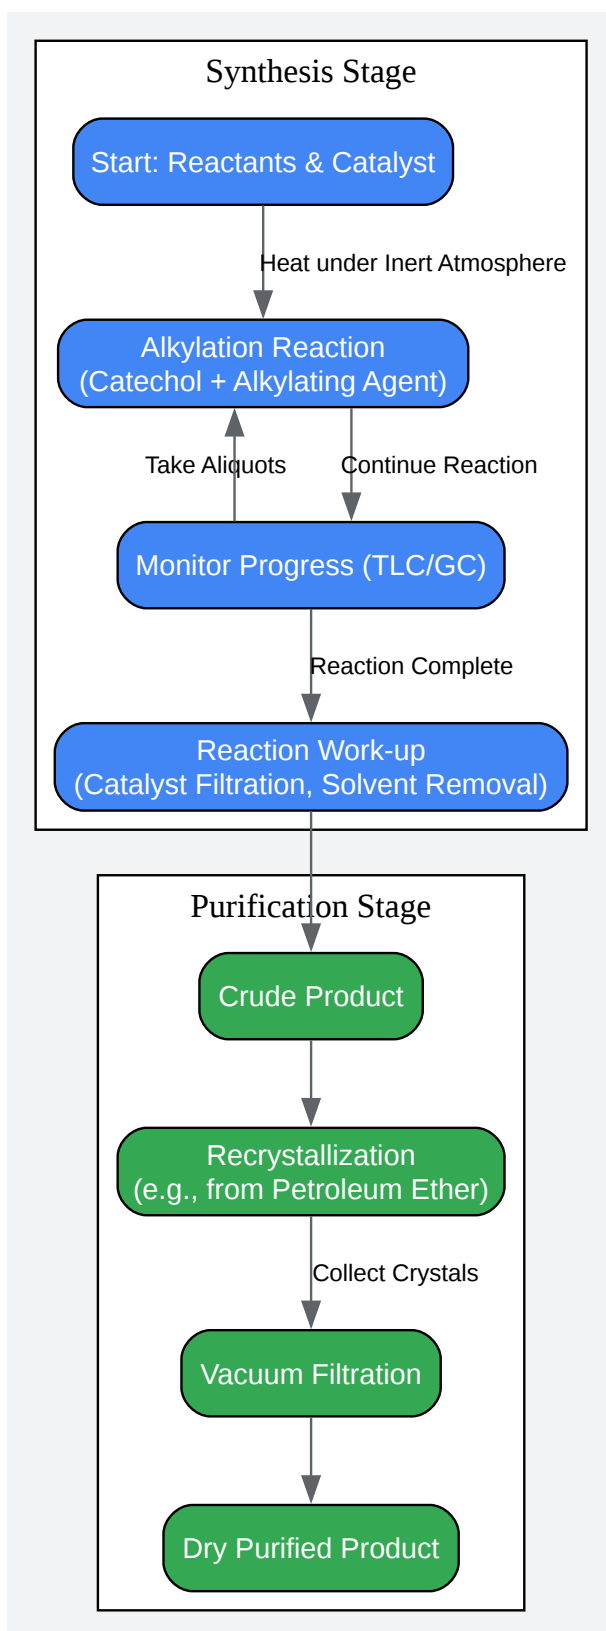 Synthesis Stage
Start: Reactants & Catalyst
Heat under Inert Atmosphere
Alkylation Reaction
(Catechol + Alkylating Agent)
Take Aliquots
Continue Reaction
Monitor Progress (TLC/GC)
Reaction Complete
Reaction Work-up
(Catalyst Filtration, Solvent Removal)
Purification Stage
Crude Product
Recrystallization
(e.g., from Petroleum Ether)
Collect Crystals
Vacuum Filtration
Dry Purified Product